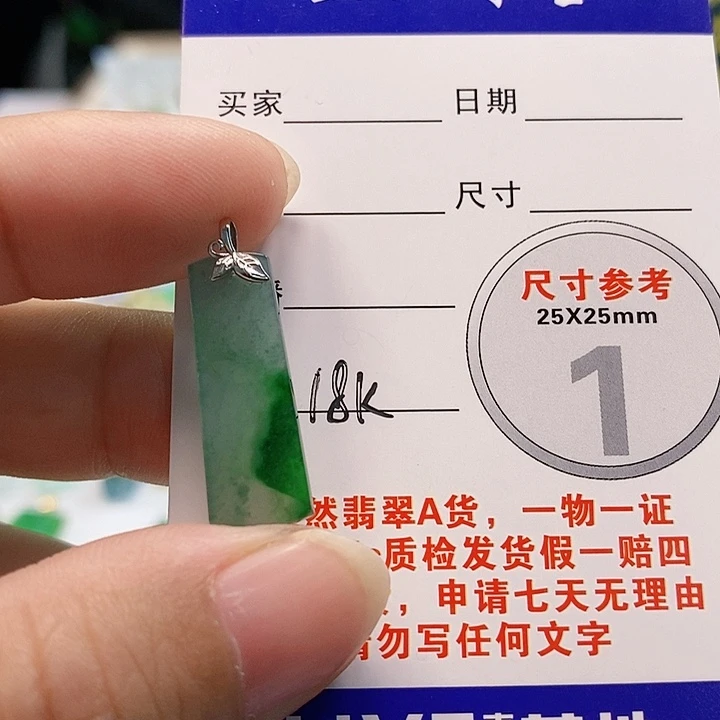 买家 日期
尺寸
18K
尺寸参考
25X25mm
1
然翡翠A货，一物一证
质检发货假一赔四
，申请七天无理由
勿写任何文字